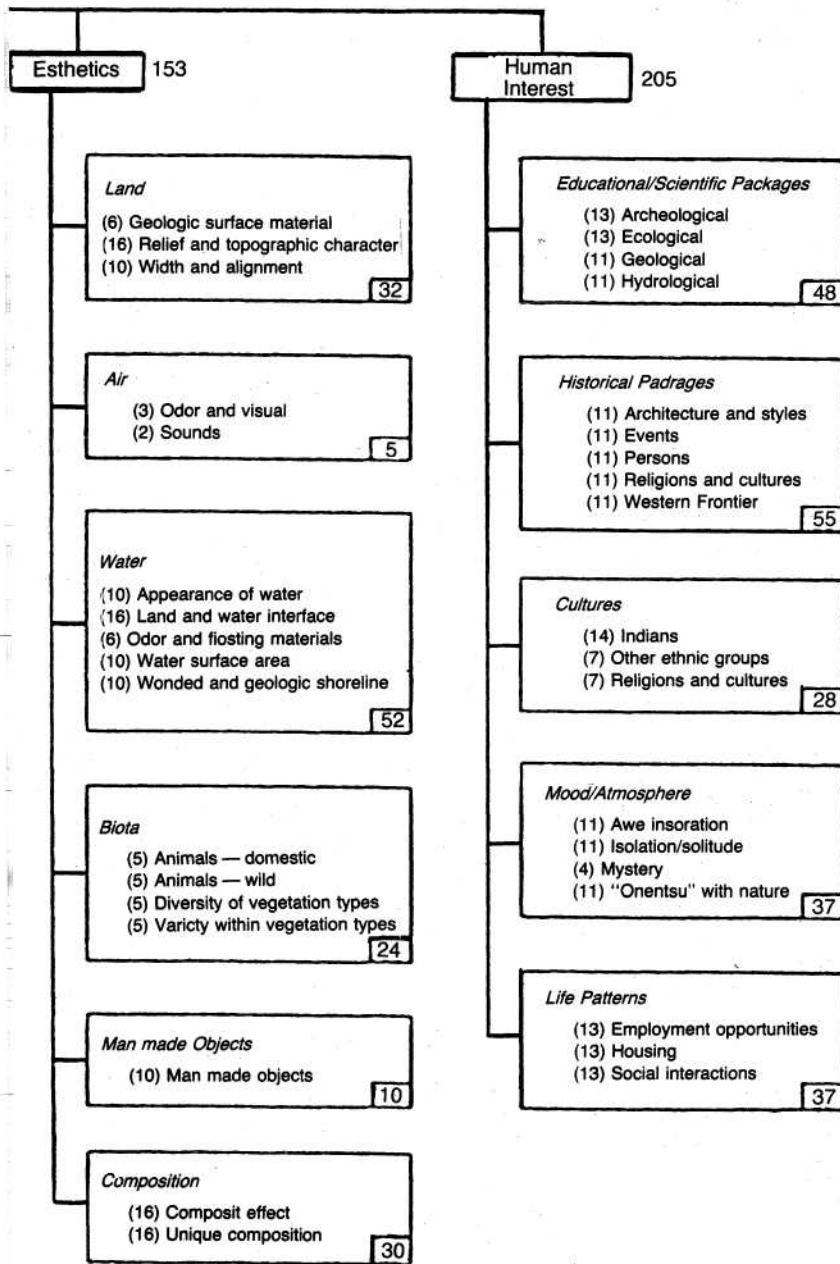 Esthetics 153
Land
(6) Geologic surface material
(16) Relief and topographic character
(10) Width and alignment
32
Air
(3) Odor and visual
(2) Sounds
5
Water
(10) Appearance of water
(16) Land and water interface
(6) Odor and fiosting materials
(10) Water surface area
(10) Wonded and geologic shoreline
52
Biota
(5) Animals — domestic
(5) Animals — wild
(5) Diversity of vegetation types
(5) Varicty within vegetation types
24
Man made Objects
(10) Man made objects
10
Composition
(16) Composit effect
(16) Unique composition
30
Human
Interest
205
Educational/Scientific Packages
(13) Archeological
(13) Ecological
(11) Geological
(11) Hydrological
48
Historical Padrages
(11) Architecture and styles
(11) Events
(11) Persons
(11) Religions and cultures
(11) Western Frontier
55
Cultures
(14) Indians
(7) Other ethnic groups
(7) Religions and cultures
28
Mood/Atmosphere
(11) Awe insoration
(11) Isolation/solitude
(4) Mystery
(11) "Onentsu" with nature
37
Life Patterns
(13) Employment opportunities
(13) Housing
(13) Social interactions
37